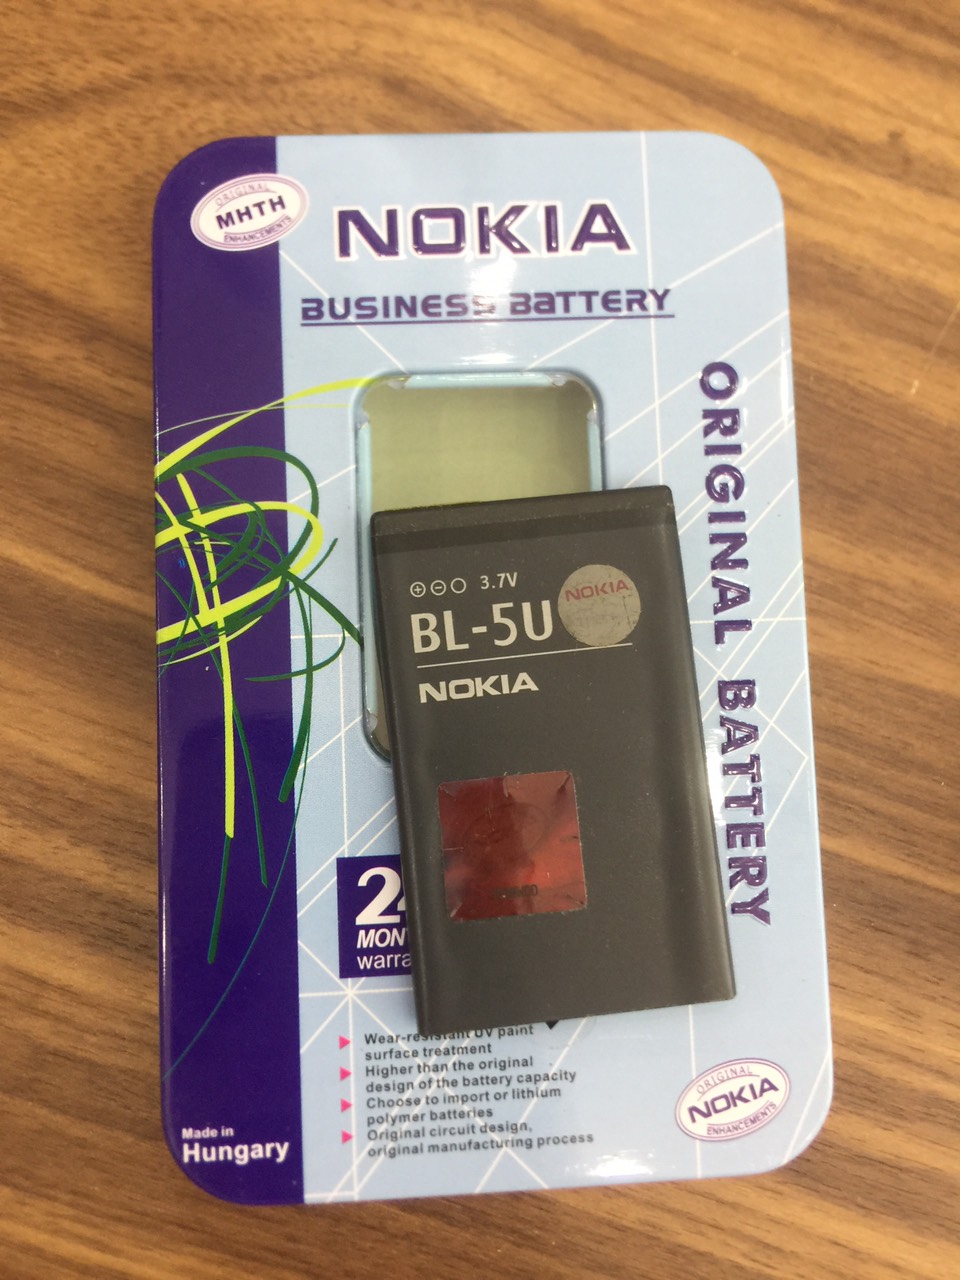 ORIGINAL
MHTH
ENHANCEMENTS
NOKIA
BUSINESS BATTERY
ORIGINAL BATTERY
3.7V
BL-5U
NOKIA
NOKIA
MON
warra
Wear-resistant UV paint
surface treatment
Higher than the original
design of the battery capacity
Choose to import or lithium
polymer batteries
Original circuit design,
original manufacturing process
Made in
Hungary
ORIGINAL
NOKIA
ENHANCEMENTS